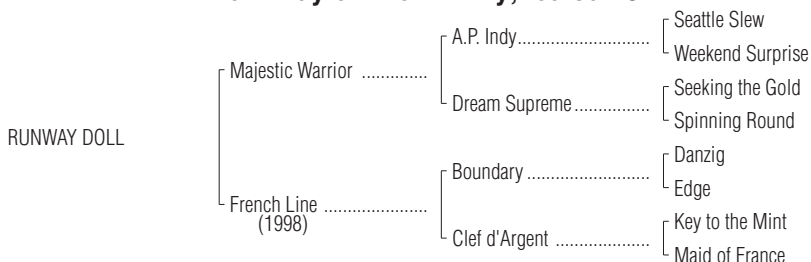 RUNWAY DOLL
Majestic Warrior ..............
French Line ......................
(1998)
A.P. Indy............................
Dream Supreme................
Boundary ..........................
Clef d'Argent ....................
Seattle Slew
Weekend Surprise
Seeking the Gold
Spinning Round
Danzig
Edge
Key to the Mint
Maid of France